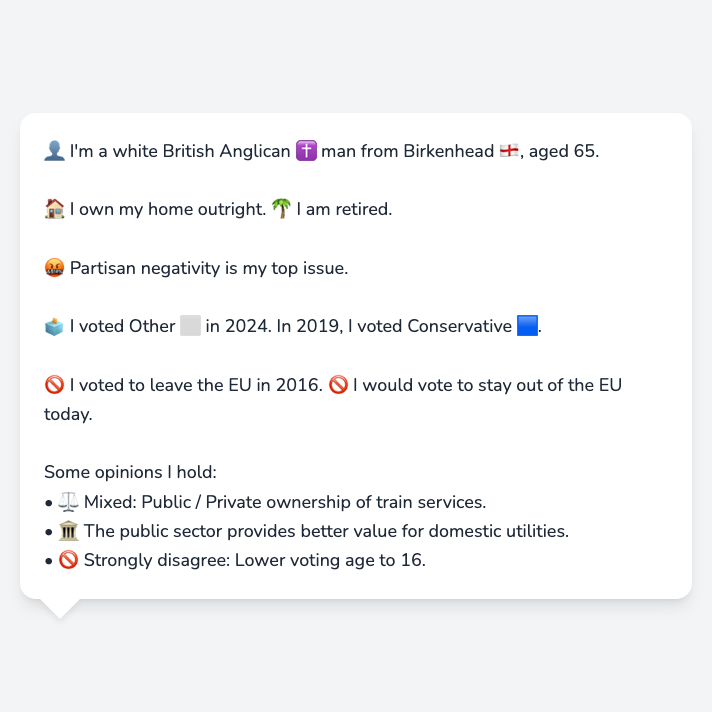 👤 I'm a white British Anglican ✝️ man from Birkenhead 🏴󠁧󠁢󠁥󠁮󠁧󠁿, aged 65.
🏠 I own my home outright. 🌴 I am retired.
🤬 Partisan negativity is my top issue.
🗳️ I voted Other ⬜ in 2024. In 2019, I voted Conservative 🟦.
🚫 I voted to leave the EU in 2016. 🚫 I would vote to stay out of the EU
today.
Some opinions I hold:
• ⚖️ Mixed: Public / Private ownership of train services.
• 🏛️ The public sector provides better value for domestic utilities.
• 🚫 Strongly disagree: Lower voting age to 16.